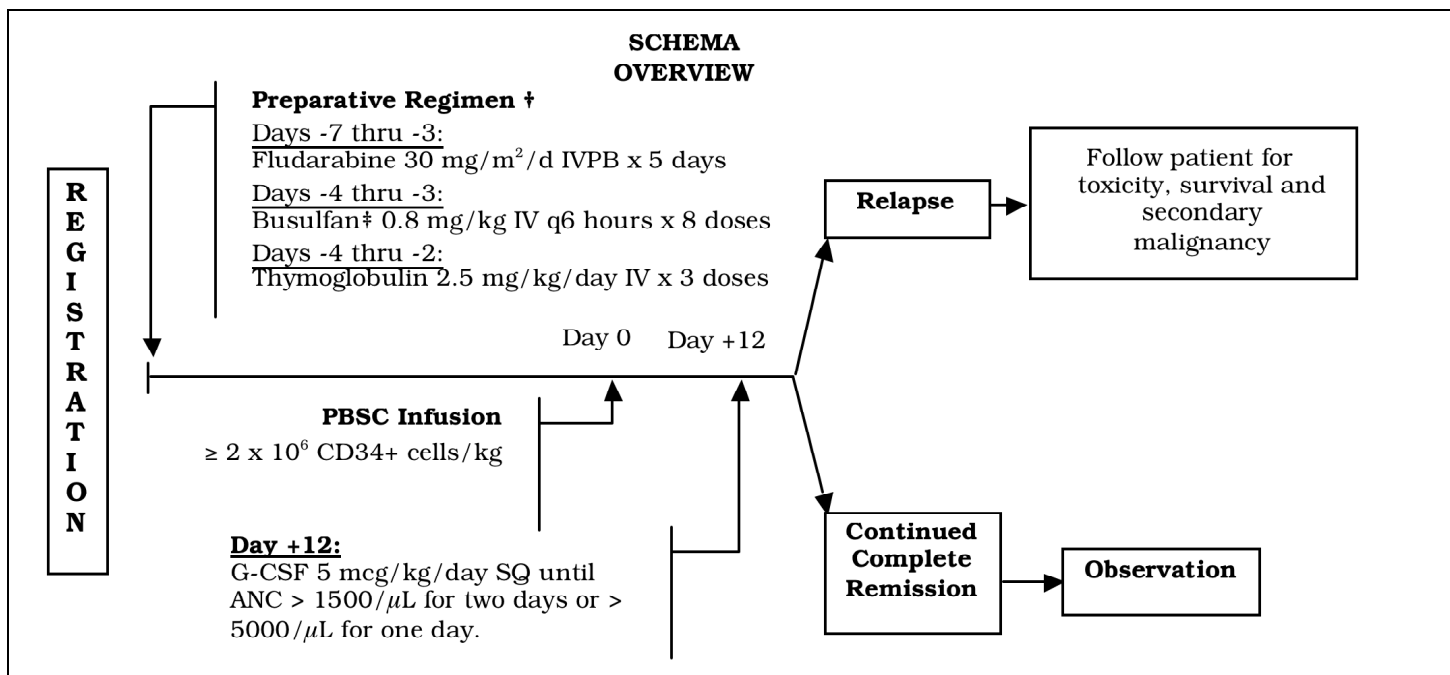 SCHEMA
OVERVIEW
REGISTRATION
Preparative Regimen †
Days -7 thru -3:
Fludarabine 30 mg/m²/d IVPB x 5 days
Days -4 thru -3:
Busulfan‡ 0.8 mg/kg IV q6 hours x 8 doses
Days -4 thru -2:
Thymoglobulin 2.5 mg/kg/day IV x 3 doses
Day 0
Day +12
PBSC Infusion
≥ 2 x 10⁶ CD34+ cells/kg
Day +12:
G-CSF 5 mcg/kg/day SQ until
ANC > 1500/μL for two days or >
5000/μL for one day.
Relapse
Follow patient for
toxicity, survival and
secondary
malignancy
Continued
Complete
Remission
Observation